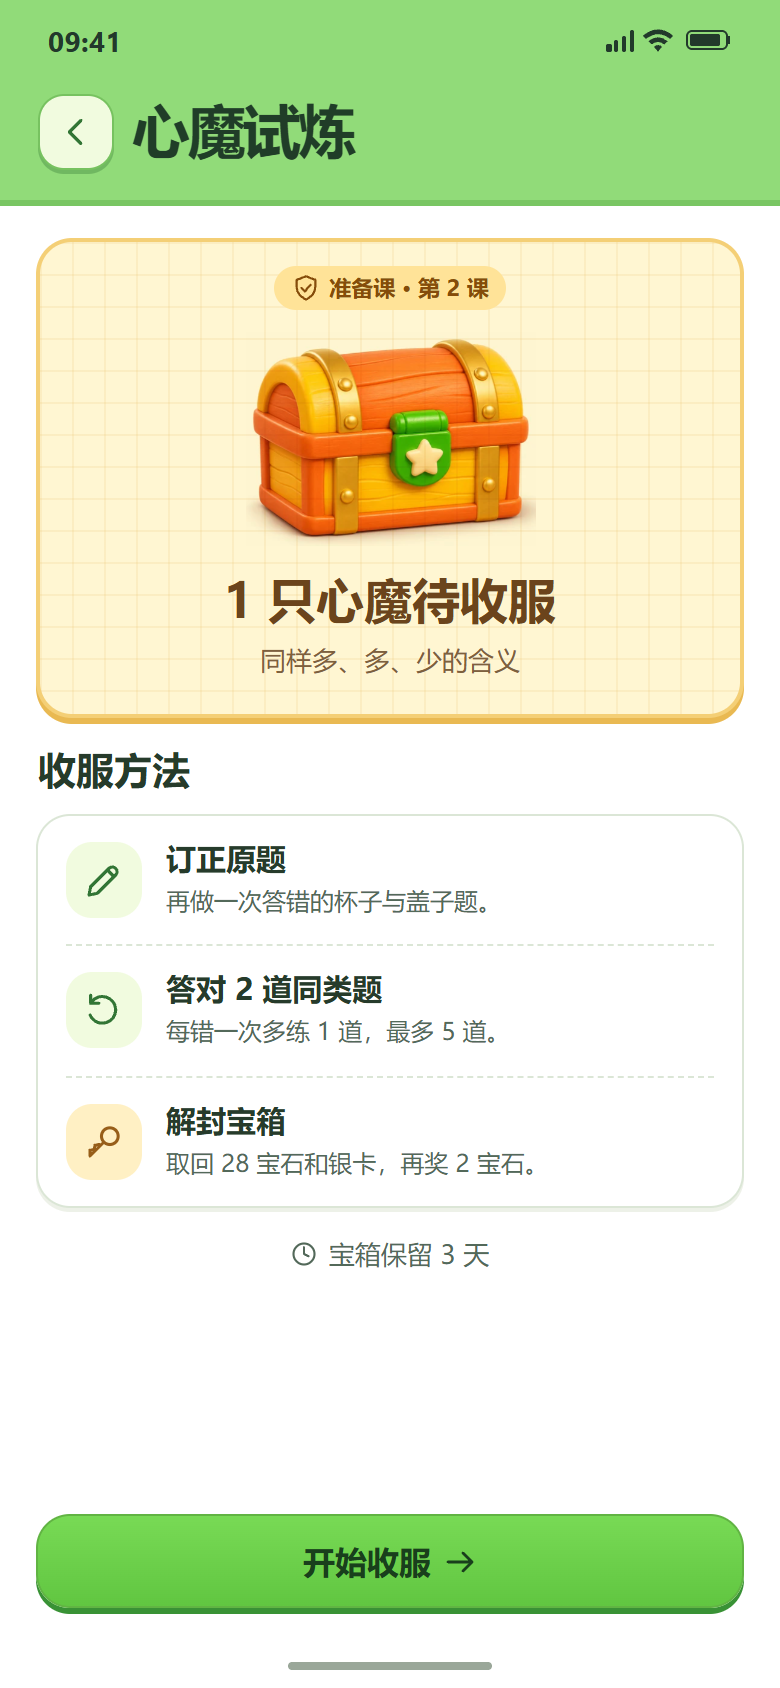 09:41
心魔试炼
准备课 • 第 2 课
1 只心魔待收服
同样多、多、少的含义
收服方法
订正原题
再做一次答错的杯子与盖子题。
答对 2 道同类题
每错一次多练 1 道，最多 5 道。
解封宝箱
取回 28 宝石和银卡，再奖 2 宝石。
宝箱保留 3 天
开始收服 →